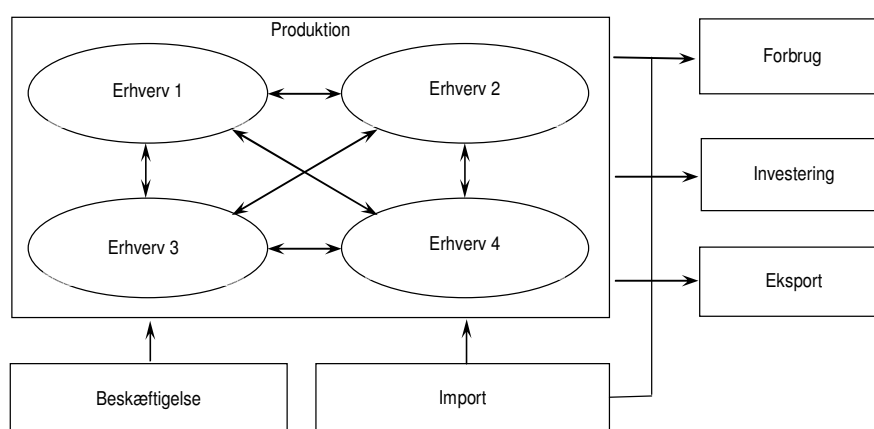 Produktion
Erhverv 1
Erhverv 2
Erhverv 3
Erhverv 4
Forbrug
Investering
Eksport
Beskæftigelse
Import